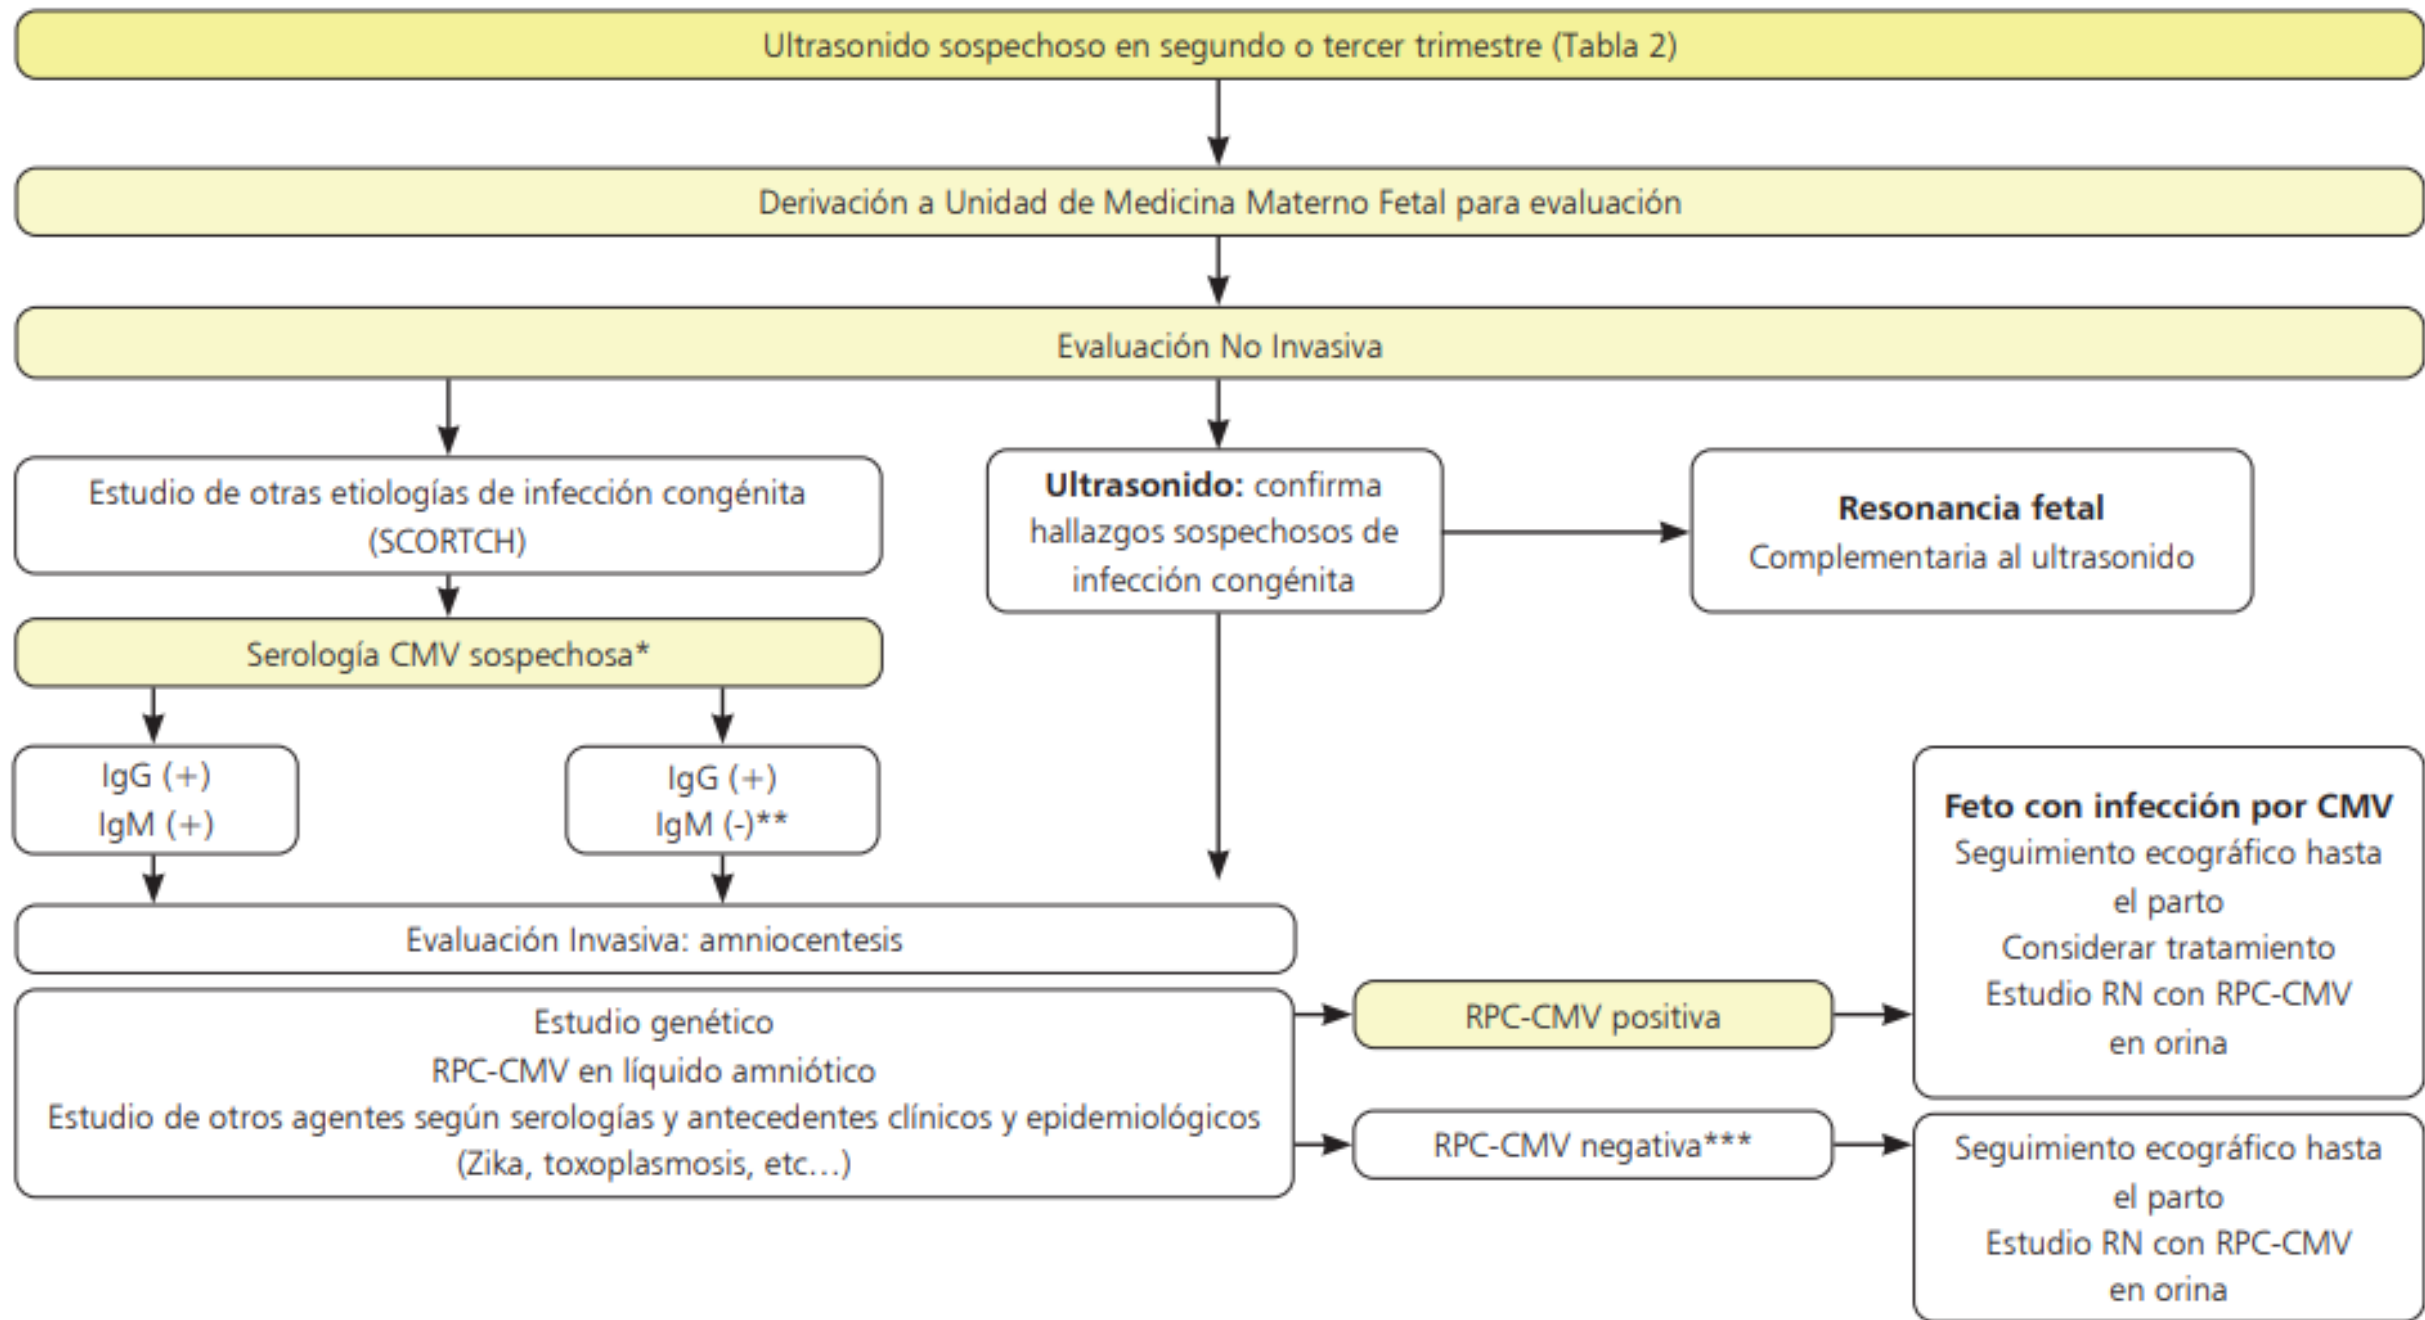 Ultrasonido sospechoso en segundo o tercer trimestre (Tabla 2)
Derivación a Unidad de Medicina Materno Fetal para evaluación
Evaluación No Invasiva
Estudio de otras etiologías de infección congénita
(SCORTCH)
Ultrasonido: confirma
hallazgos sospechosos de
infección congénita
Resonancia fetal
Complementaria al ultrasonido
Serología CMV sospechosa*
IgG (+)
IgM (+)
IgG (+)
IgM (-)**
Evaluación Invasiva: amniocentesis
Estudio genético
RPC-CMV en líquido amniótico
Estudio de otros agentes según serologías y antecedentes clínicos y epidemiológicos
(Zika, toxoplasmosis, etc...)
RPC-CMV positiva
RPC-CMV negativa***
Feto con infección por CMV
Seguimiento ecográfico hasta
el parto
Considerar tratamiento
Estudio RN con RPC-CMV
en orina
Seguimiento ecográfico hasta
el parto
Estudio RN con RPC-CMV
en orina